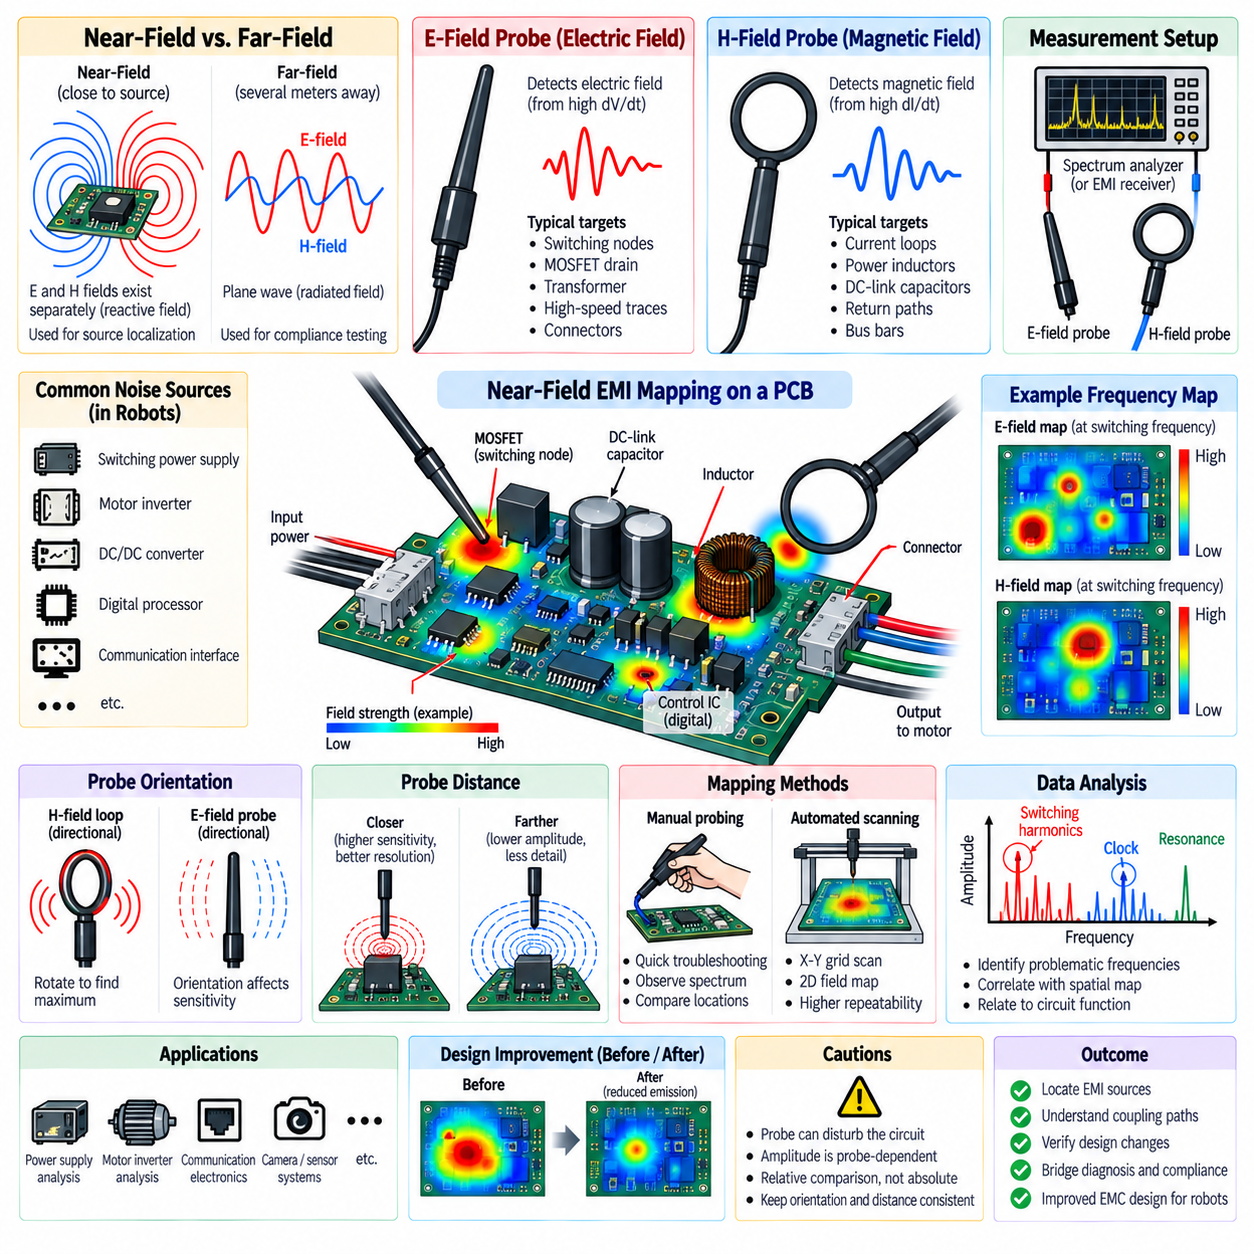 Near-Field vs. Far-Field
Near-Field
(close to source)
Far-field
(several meters away)
E-field
H-field
E and H fields exist
separately (reactive field)
Used for source localization
Plane wave (radiated field)
Used for compliance testing
E-Field Probe (Electric Field)
Detects electric field
(from high dV/dt)
Typical targets
• Switching nodes
• MOSFET drain
• Transformer
• High-speed traces
• Connectors
H-Field Probe (Magnetic Field)
Detects magnetic field
(from high dI/dt)
Typical targets
• Current loops
• Power inductors
• DC-link capacitors
• Return paths
• Bus bars
Measurement Setup
Spectrum analyzer
(or EMI receiver)
E-field probe
H-field probe
Common Noise Sources
(in Robots)
Switching power supply
Motor inverter
DC/DC converter
Digital processor
Communication interface
etc.
Near-Field EMI Mapping on a PCB
MOSFET
(switching node)
DC-link
capacitor
Inductor
Input
power
Connector
Control IC
(digital)
Output
to motor
Field strength (example)
Low
High
Example Frequency Map
E-field map (at switching frequency)
High
Low
H-field map (at switching frequency)
High
Low
Probe Orientation
H-field loop
(directional)
E-field probe
(directional)
Rotate to find
maximum
Orientation affects
sensitivity
Probe Distance
Closer
(higher sensitivity,
better resolution)
Farther
(lower amplitude,
less detail)
Mapping Methods
Manual probing
• Quick troubleshooting
• Observe spectrum
• Compare locations
Automated scanning
• X-Y grid scan
• 2D field map
• Higher repeatability
Data Analysis
Switching
harmonics
Clock
Resonance
Amplitude
Frequency
• Identify problematic frequencies
• Correlate with spatial map
• Relate to circuit function
Applications
Power supply
analysis
Motor inverter
analysis
Communication
electronics
Camera / sensor
systems
etc.
Design Improvement (Before / After)
Before
After
(reduced emission)
Cautions
• Probe can disturb the circuit
• Amplitude is probe-dependent
• Relative comparison, not absolute
• Keep orientation and distance consistent
Outcome
Locate EMI sources
Understand coupling paths
Verify design changes
Bridge diagnosis and compliance
Improved EMC design for robots